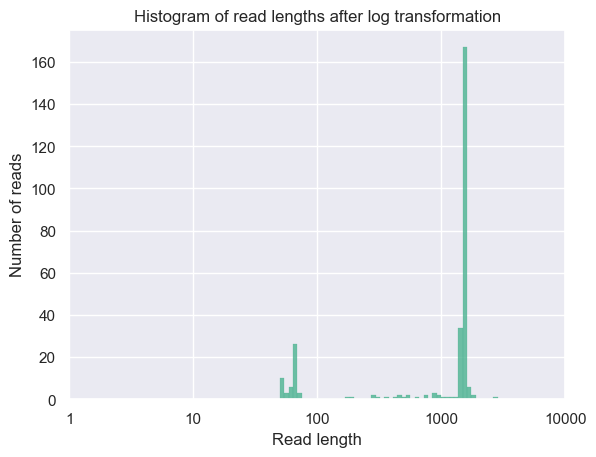 Histogram of read lengths after log transformation
Number of reads
160
140
120
100
80
60
40
20
0
1 10 100 1000 10000
Read length